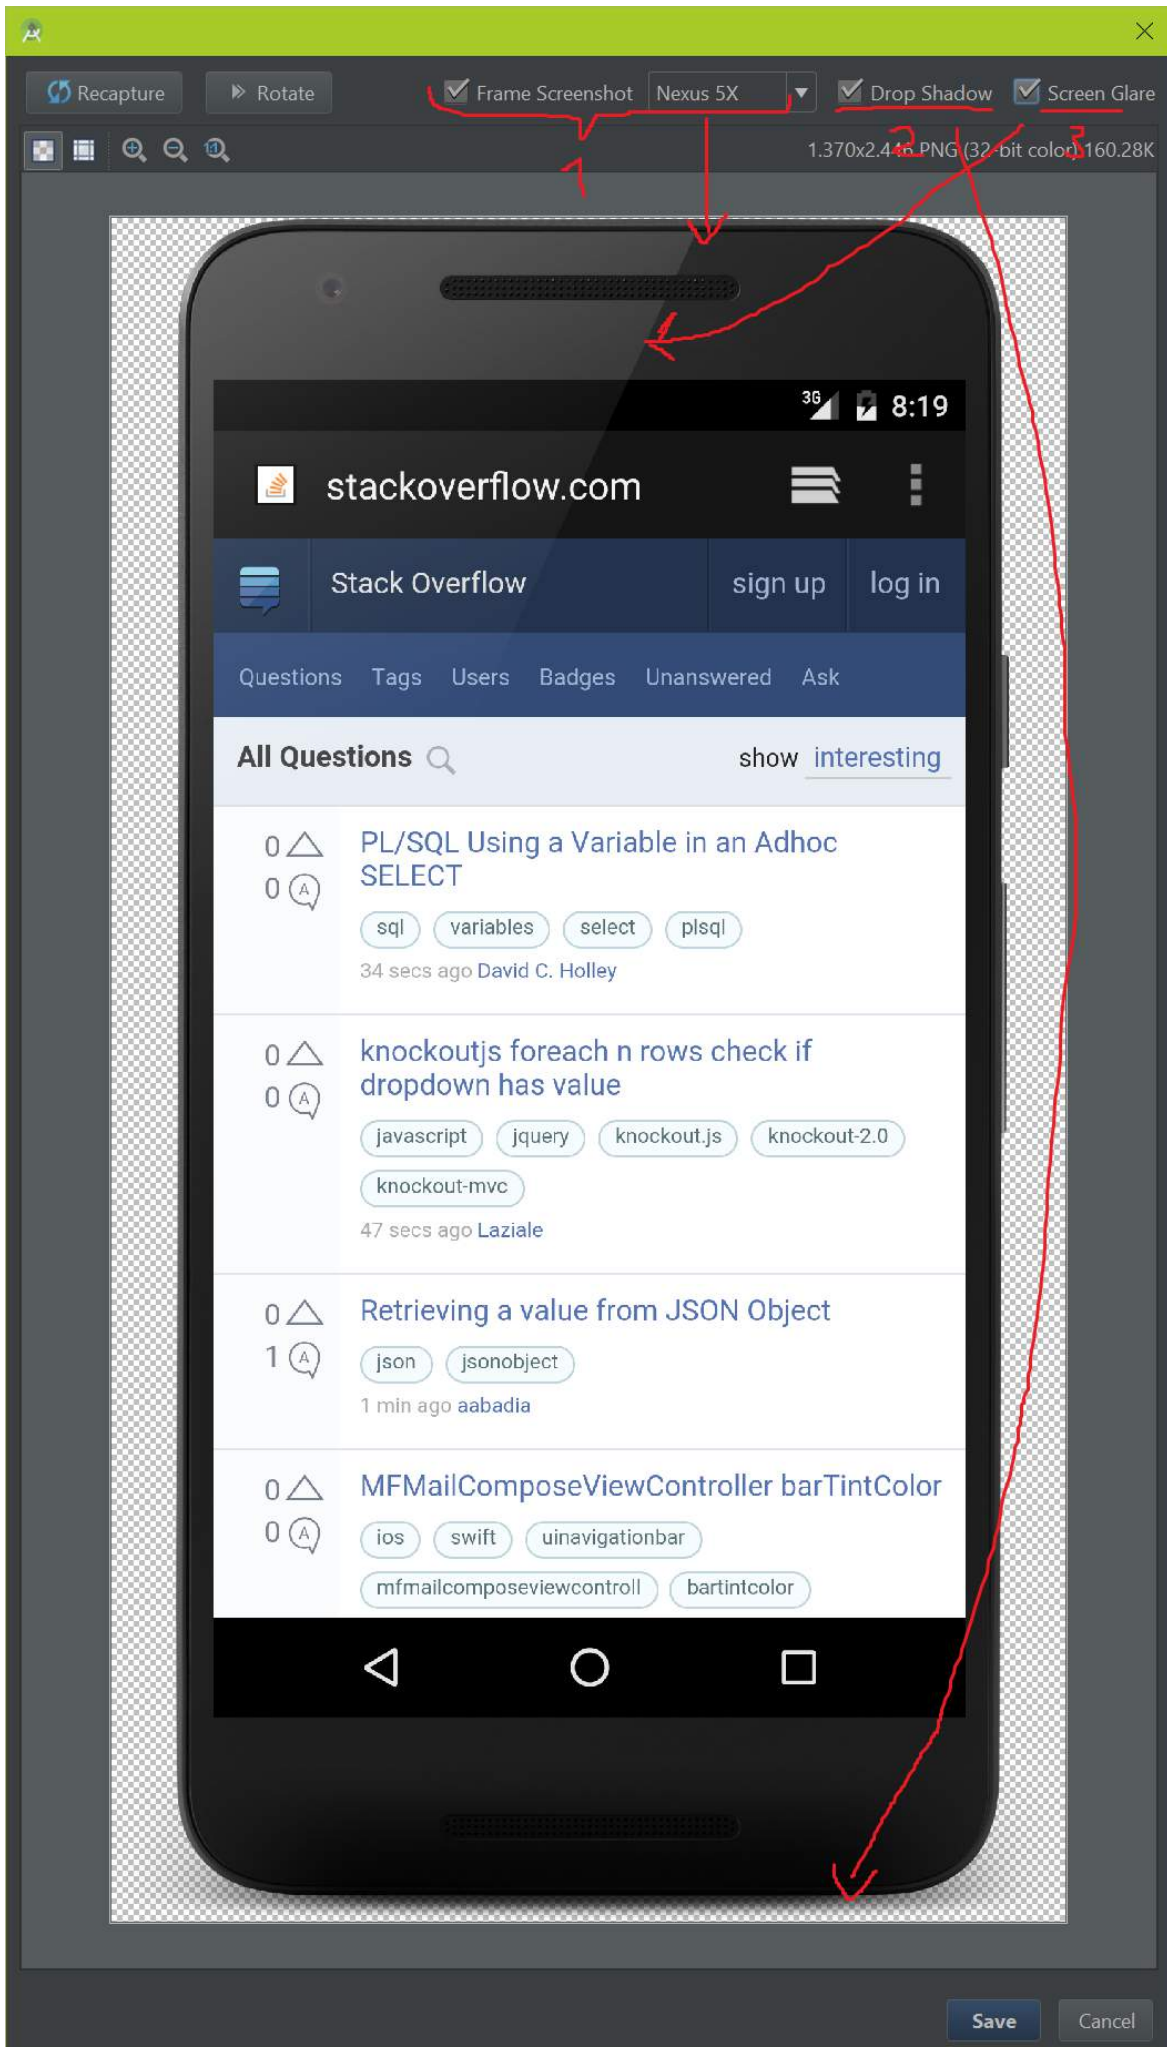 Recapture Rotate Frame Screenshot Nexus 5X Drop Shadow Screen Glare
1 2 3
1.370x2.446 PNG (32-bit color) 160.28K
3G 8:19
stackoverflow.com
Stack Overflow sign up log in
Questions Tags Users Badges Unanswered Ask
All Questions show interesting
0 PL/SQL Using a Variable in an Adhoc
0 A SELECT
sql variables select plsql
34 secs ago David C. Holley
0 knockoutjs foreach n rows check if
0 A dropdown has value
javascript jquery knockout.js knockout-2.0
knockout-mvc
47 secs ago Laziale
0 Retrieving a value from JSON Object
1 A json jsonobject
1 min ago aabadia
0 MFMailComposeViewController barTintColor
0 A ios swift uinavigationbar
mfmailcomposeviewcontroll bartintcolor
Save Cancel